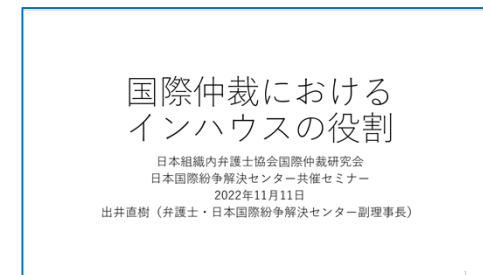 国際仲裁における
インハウスの役割
日本組織内弁護士協会国際仲裁研究会
日本国際紛争解決センター共催セミナー
2022年11月11日
出井直樹（弁護士・日本国際紛争解決センター副理事長）
1